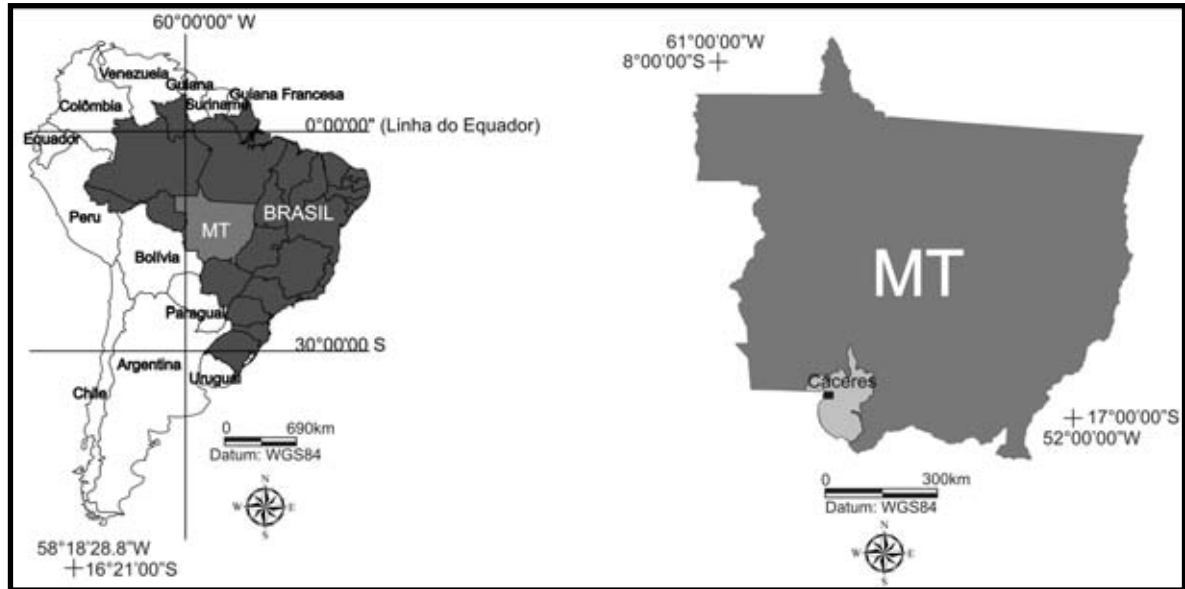 60°00'00" W
Venezuela
Guiana
Suriname
Guiana Francesa
Colômbia
0°00'00" (Linha do Equador)
Equador
Peru
BRASIL
MT
Bolívia
Paraguai
30°00'00 S
Argentina
Uruguai
Chile
0 690km
Datum: WGS84
N
W E
S
58°18'28.8"W
16°21'00"S
61°00'00"W
8°00'00"S
MT
Cáceres
17°00'00"S
52°00'00"W
0 300km
Datum: WGS84
N
W E
S